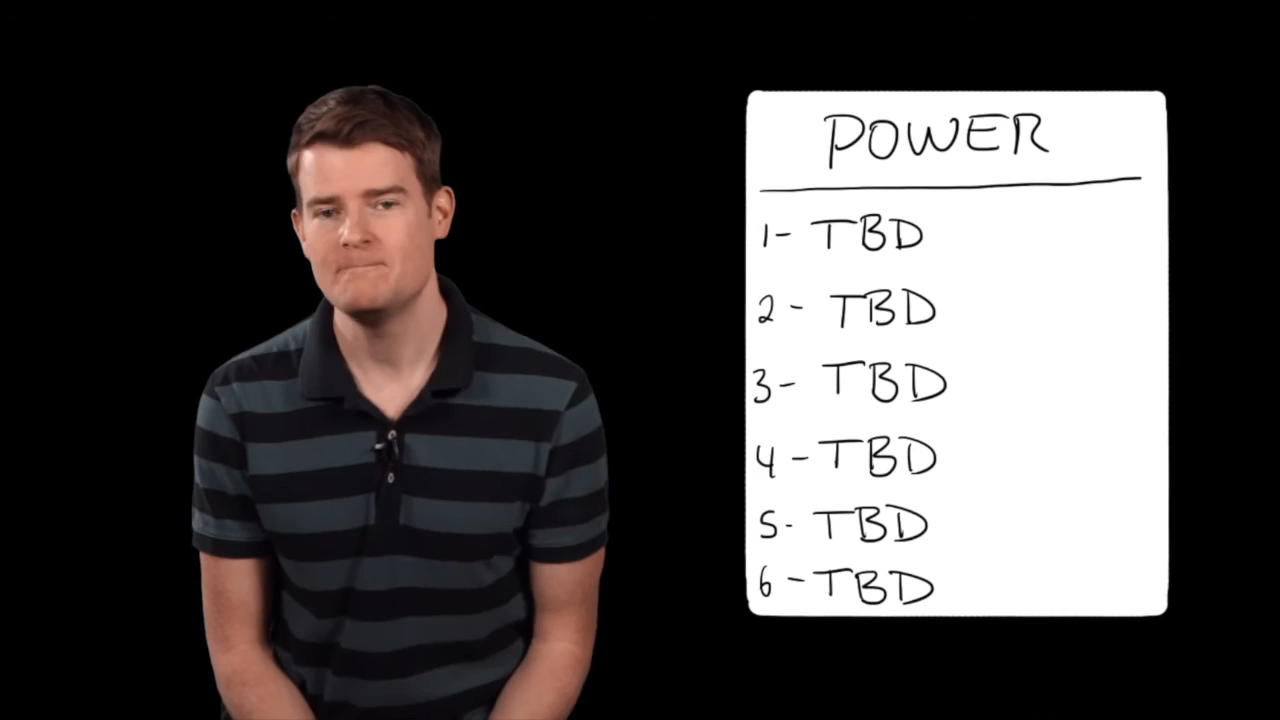 POWER
1- TBD
2 - TBD
3- TBD
4 - TBD
5- TBD
6 - TBD